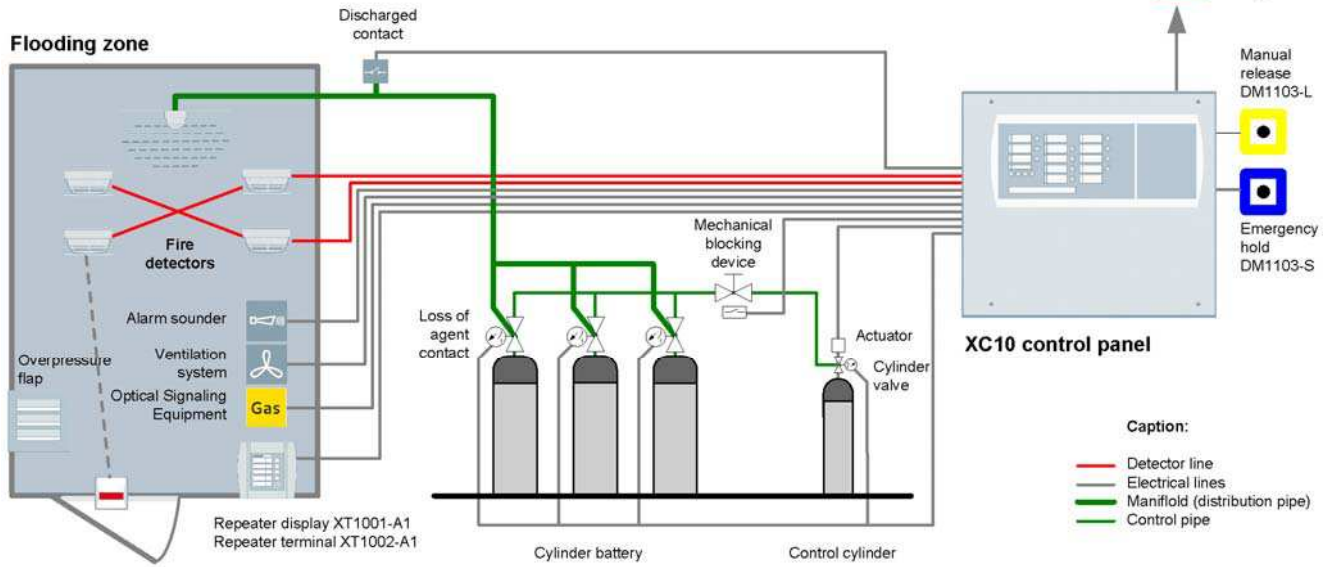 Discharged
contact
Flooding zone
Manual
release
DM1103-L
Emergency
hold
DM1103-S
Fire
detectors
Mechanical
blocking
device
Loss of
agent
contact
Alarm sounder
Ventilation
system
Overpressure
flap
Optical Signaling
Equipment
Gas
Actuator
Cylinder
valve
XC10 control panel
Repeater display XT1001-A1
Repeater terminal XT1002-A1
Cylinder battery
Control cylinder
Caption:
Detector line
Electrical lines
Maniflold (distribution pipe)
Control pipe